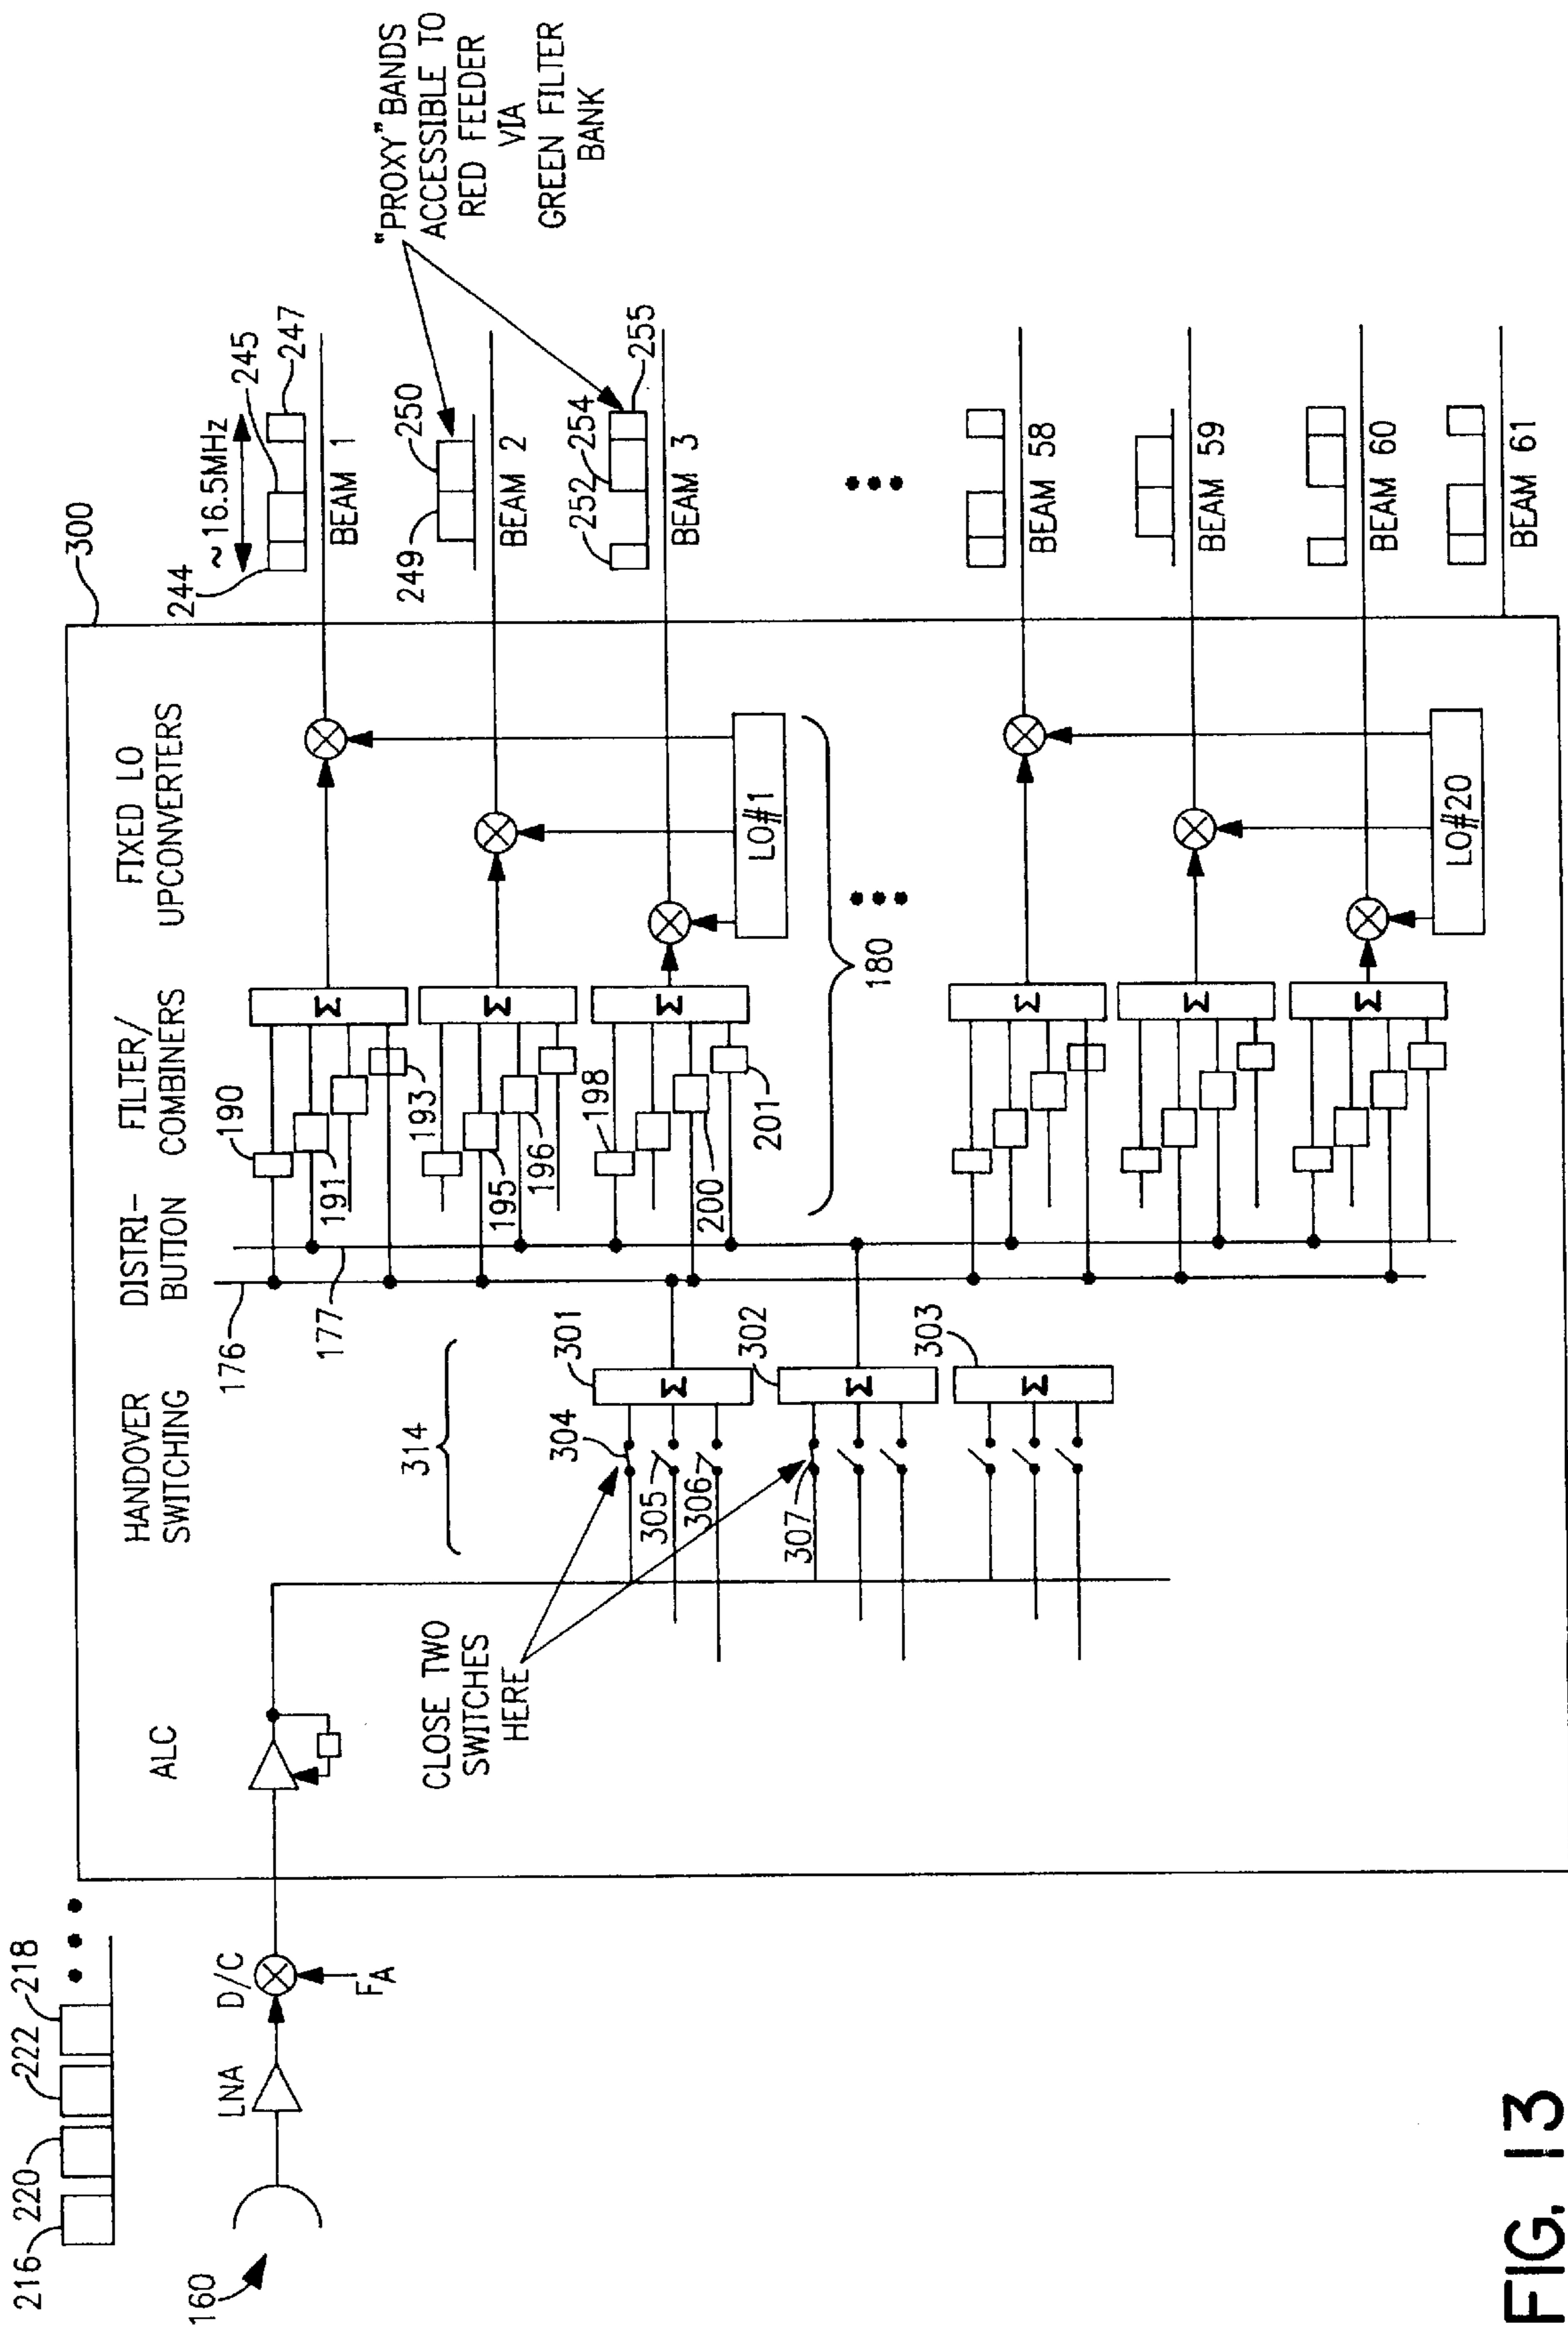 216
220
222
218
160
LNA
D/C
FA
ALC
HANDOVER
SWITCHING
DISTRI-
BUTION
FILTER/
COMBINERS
FIXED LO
UPCONVERTERS
300
176
177
314
CLOSE TWO
SWITCHES
HERE
304
305
306
307
301
Σ
302
Σ
303
Σ
190
191
193
Σ
195
196
Σ
198
200
201
Σ
180
LO#1
Σ
Σ
Σ
LO#20
244
~16.5MHz
245
247
BEAM 1
249
250
BEAM 2
252
254
255
BEAM 3
"PROXY" BANDS
ACCESSIBLE TO
RED FEEDER
VIA
GREEN FILTER
BANK
BEAM 58
BEAM 59
BEAM 60
BEAM 61
FIG. 13